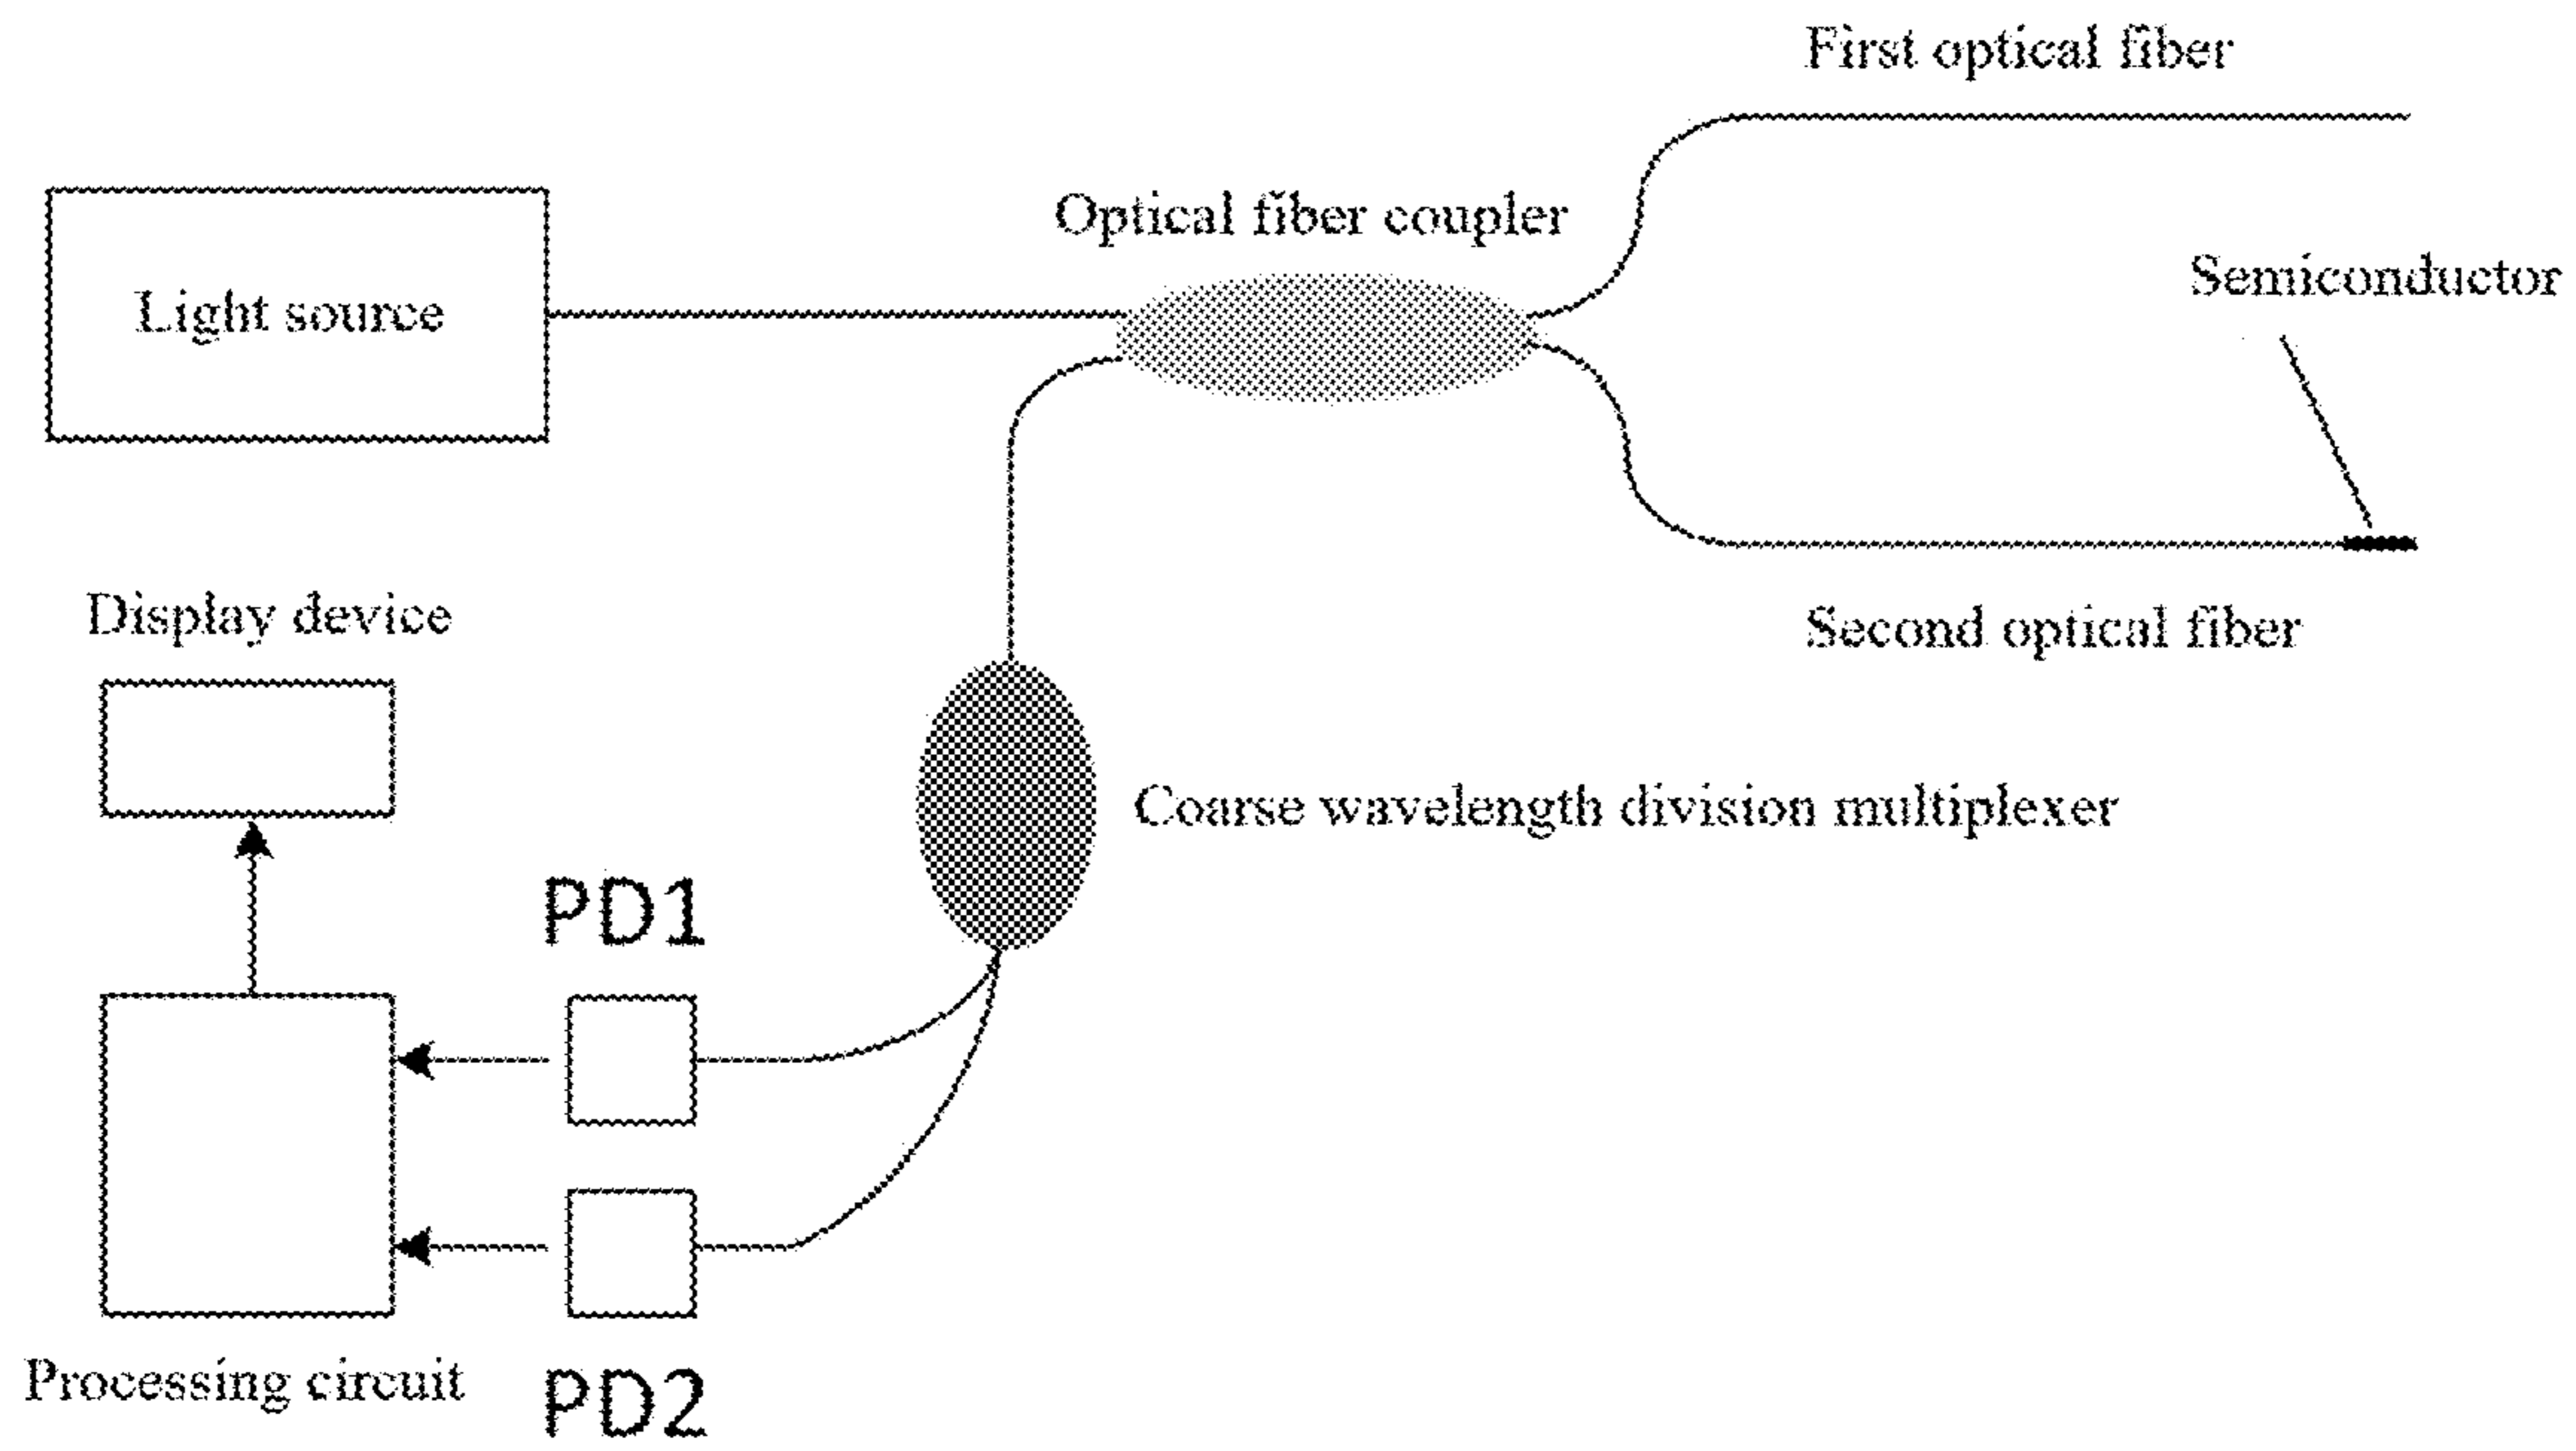 First optical fiber
Optical fiber coupler
Semiconductor
Light source
Display device
Second optical fiber
Coarse wavelength division multiplexer
PD1
Processing circuit
PD2